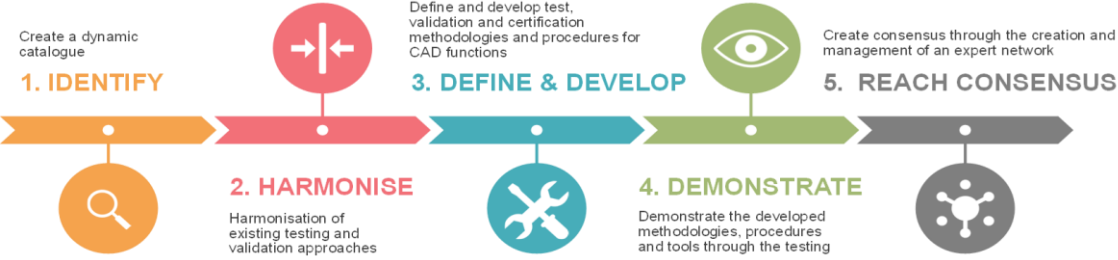 Create a dynamic
catalogue
1. IDENTIFY
2. HARMONISE
Harmonisation of
existing testing and
validation approaches
Define and develop test,
validation and certification
methodologies and procedures for
CAD functions
3. DEFINE & DEVELOP
4. DEMONSTRATE
Demonstrate the developed
methodologies, procedures
and tools through the testing
Create consensus through the creation and
management of an expert network
5. REACH CONSENSUS